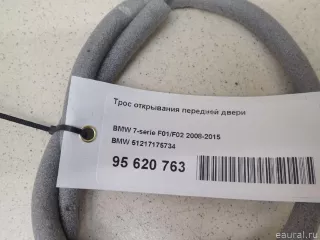 Трос открывания передней двери
BMW 7-serie F01/F02 2008-2015
BMW 51217175734
95 620 763
eaural.ru